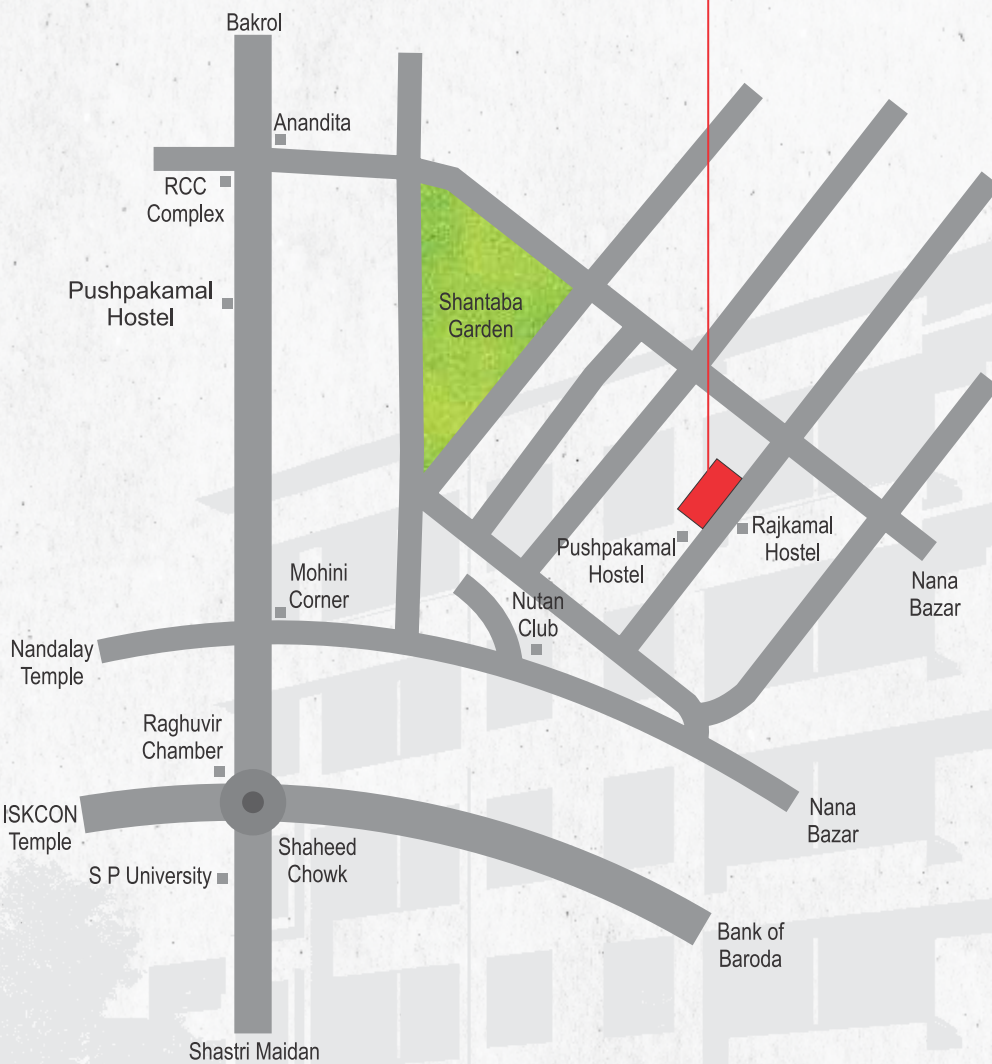 Bakrol
Anandita
RCC
Complex
Pushpakamal
Hostel
Shantaba
Garden
Pushpakamal
Hostel
Rajkamal
Hostel
Nana
Bazar
Mohini
Corner
Nutan
Club
Nandalay
Temple
Raghuvir
Chamber
Nana
Bazar
ISKCON
Temple
Shaheed
Chowk
S P University
Bank of
Baroda
Shastri Maidan